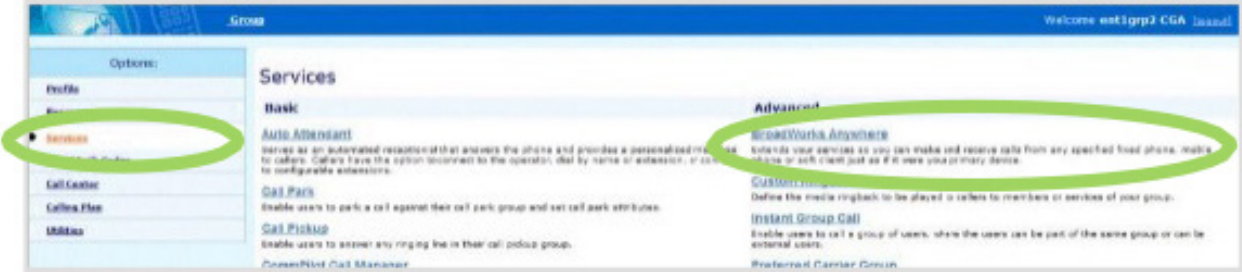 Group
Welcome ent1grp2 CGA [Logout]
Options:
Profile
Services
Call Center
Calling Plan
Utilities
Services
Basic
Auto Attendant
Serves as an automated receptionist that answers the phone and provides a personalized
to callers. Callers have the option to connect to the operator, dial by name or extension, or
to configurable extensions.
Call Park
Enable users to park a call against their call park group and set call park attributes.
Call Pickup
Enable users to answer any ringing line in their call pickup group.
CommPilot Call Manager
Advanced
BroadWorks Anywhere
Extends your services so you can make and receive calls from any specified fixed phone, mobile
phone or soft client just as if it were your primary device.
Custom
Define the media ringback to be played to callers to members or services of your group.
Instant Group Call
Enable users to call a group of users, where the users can be part of the same group or can be
external users.
Preferred Carrier Group